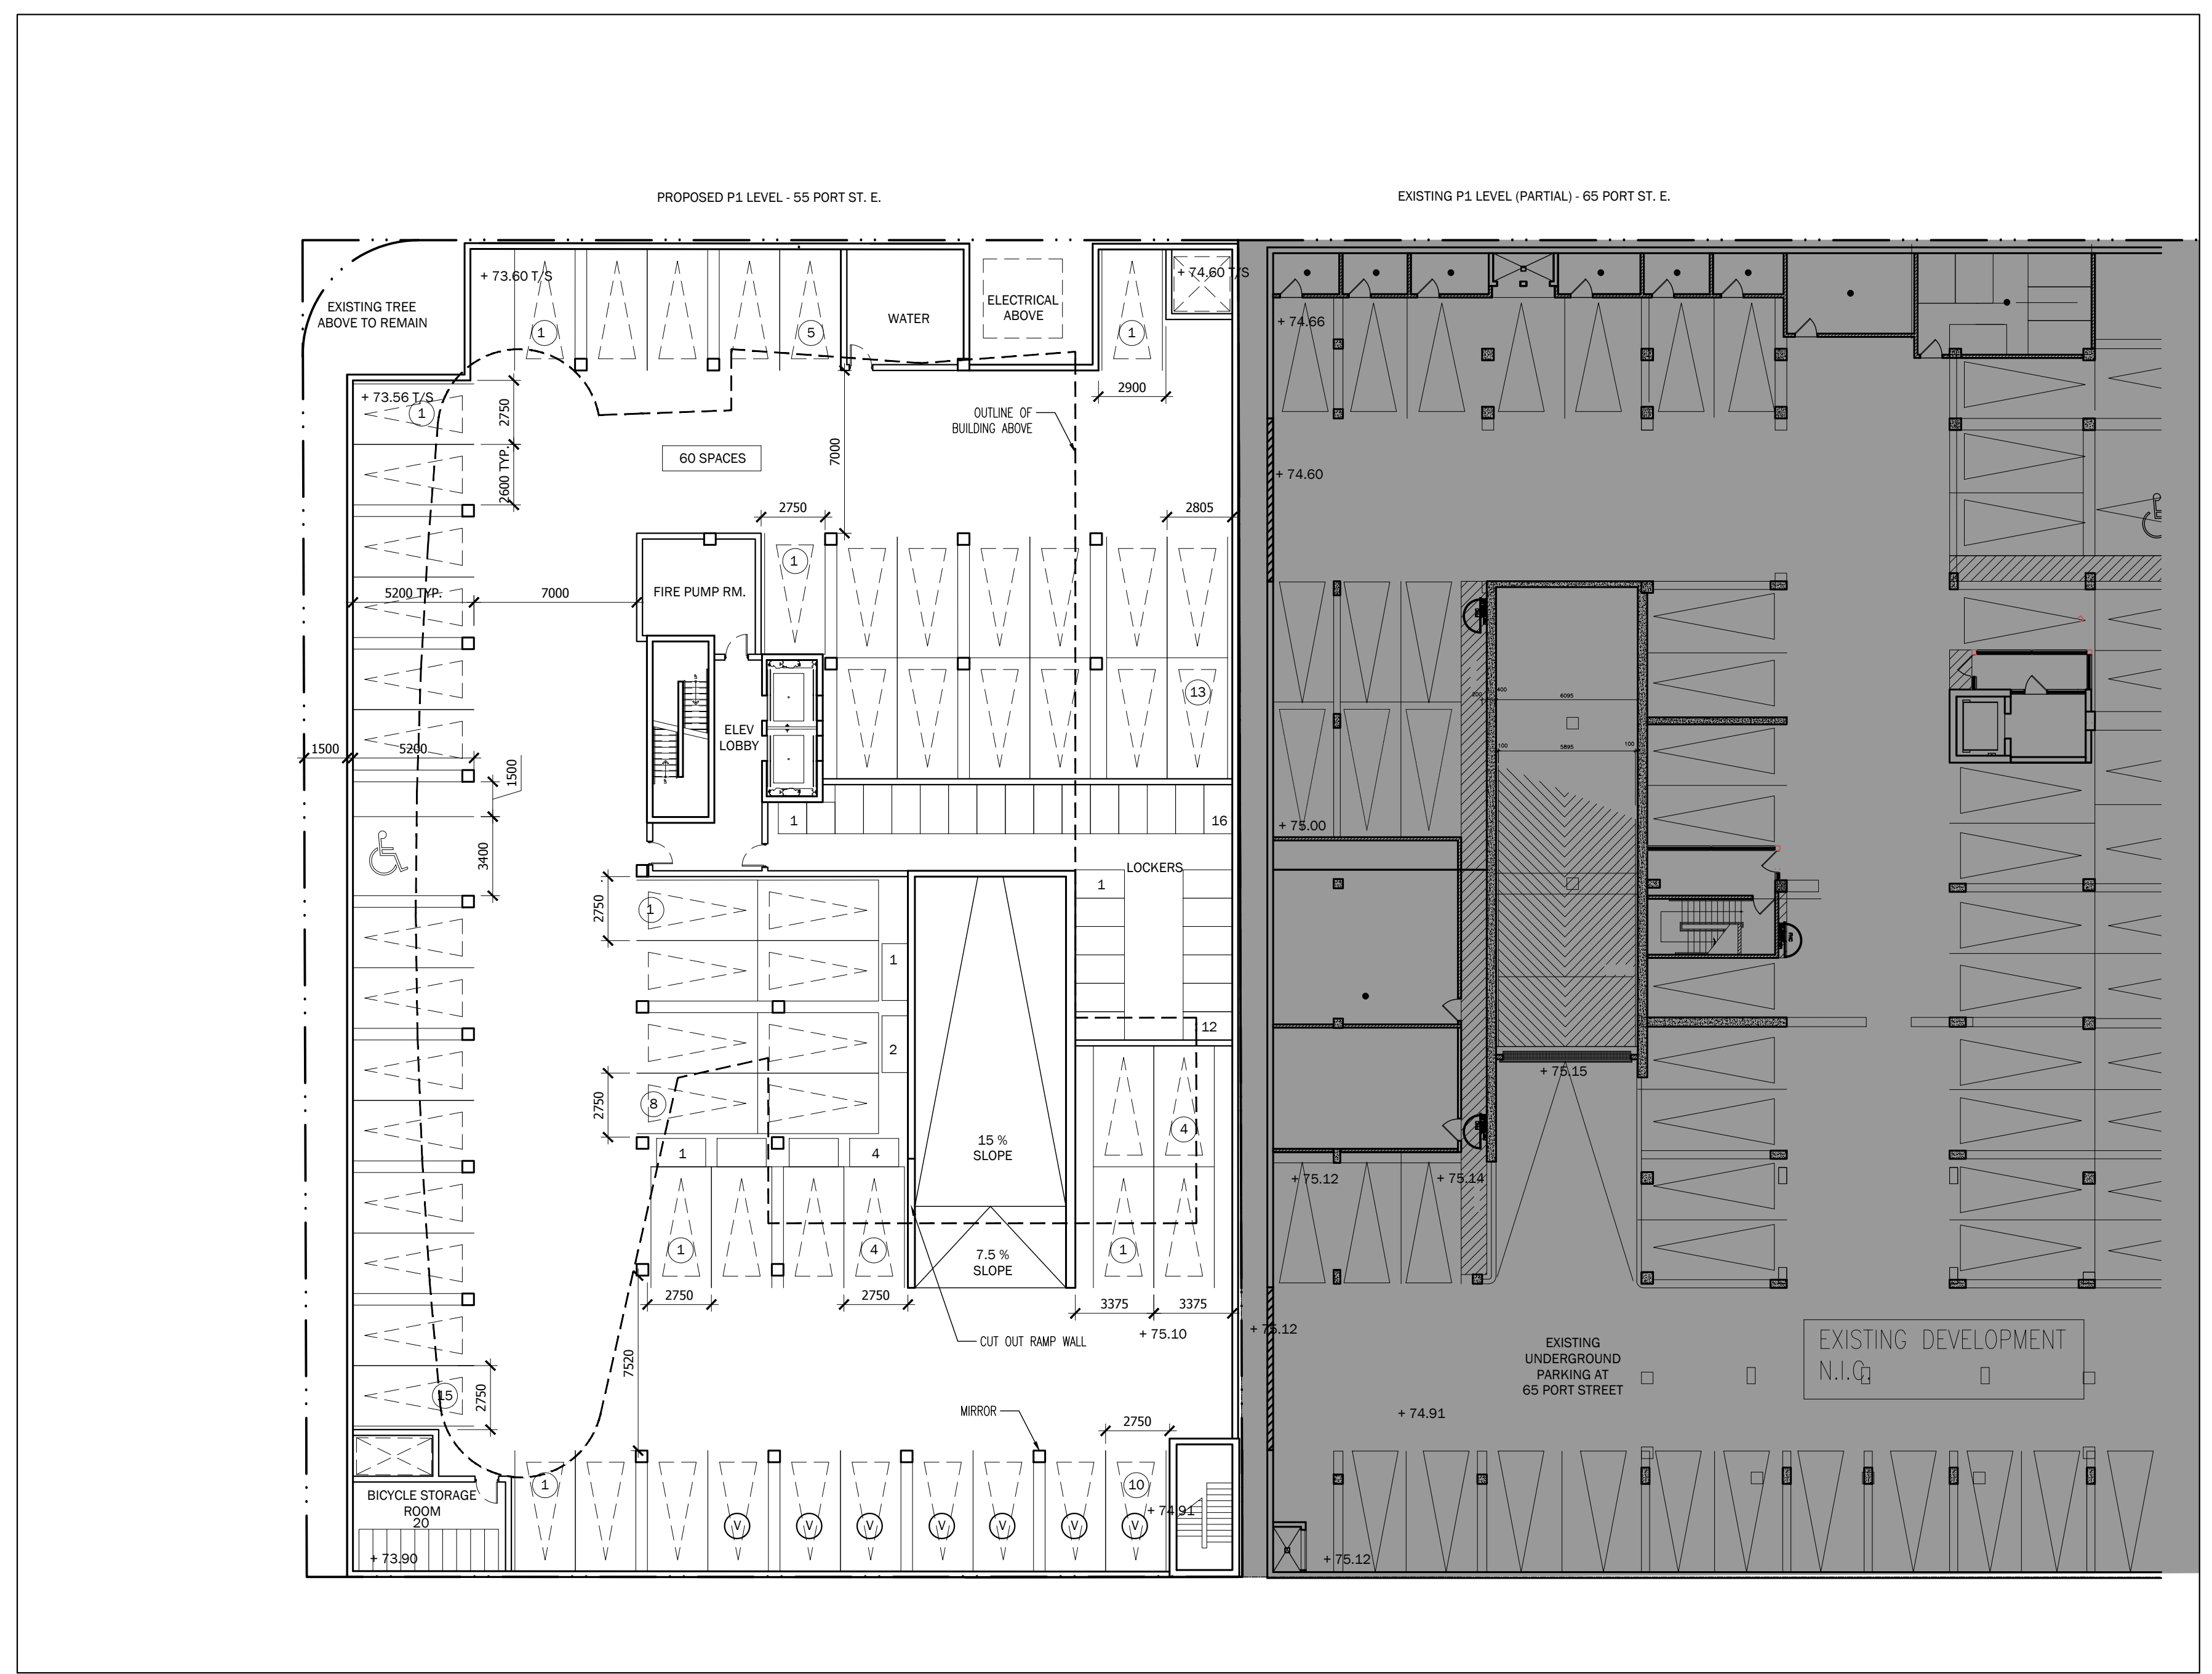 PROPOSED P1 LEVEL - 55 PORT ST. E.
EXISTING P1 LEVEL (PARTIAL) - 65 PORT ST. E.
+ 73.60 T/S
EXISTING TREE
ABOVE TO REMAIN
1
5
WATER
ELECTRICAL
ABOVE
1
+ 74.60 T/S
+ 74.66
+ 73.56 T/S
1
2750
2600 TYP.
2900
OUTLINE OF
BUILDING ABOVE
60 SPACES
7000
+ 74.60
2750
2805
1
FIRE PUMP RM.
5200 TYP.
7000
13
ELEV
LOBBY
1500
5200
1500
3400
1
16
200
400
6095
100
5895
100
+ 75.00
LOCKERS
1
2750
1
1
12
2
2750
8
1
4
15 %
SLOPE
4
+ 75.15
+ 75.12
+ 75.14
1
4
7.5 %
SLOPE
1
2750
2750
3375
3375
7520
CUT OUT RAMP WALL
+ 75.10
+ 75.12
EXISTING
UNDERGROUND
PARKING AT
65 PORT STREET
EXISTING DEVELOPMENT
N.I.C.
15
2750
MIRROR
2750
+ 74.91
1
10
BICYCLE STORAGE
ROOM
20
V
V
V
V
V
V
V
+ 74.91
+ 73.90
+ 75.12